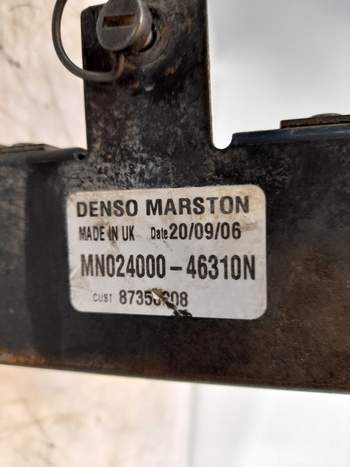 DENSO MARSTON
MADE IN UK Date 20/09/06
MN024000-46310N
CUST